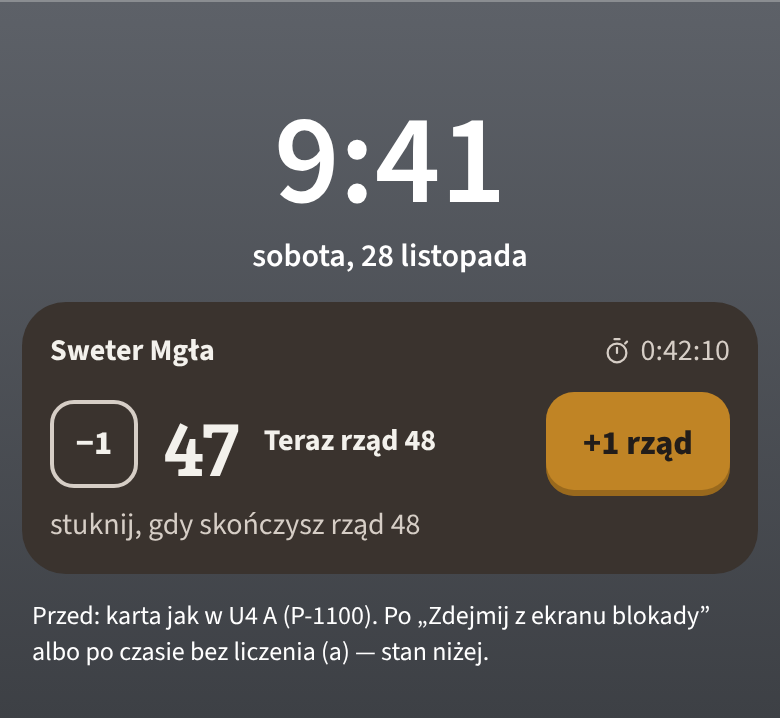 9:41
sobota, 28 listopada
Sweter Mgła
0:42:10
−1
47
Teraz rząd 48
+1 rząd
stuknij, gdy skończysz rząd 48
Przed: karta jak w U4 A (P-1100). Po „Zdejmij z ekranu blokady”
albo po czasie bez liczenia (a) — stan niżej.